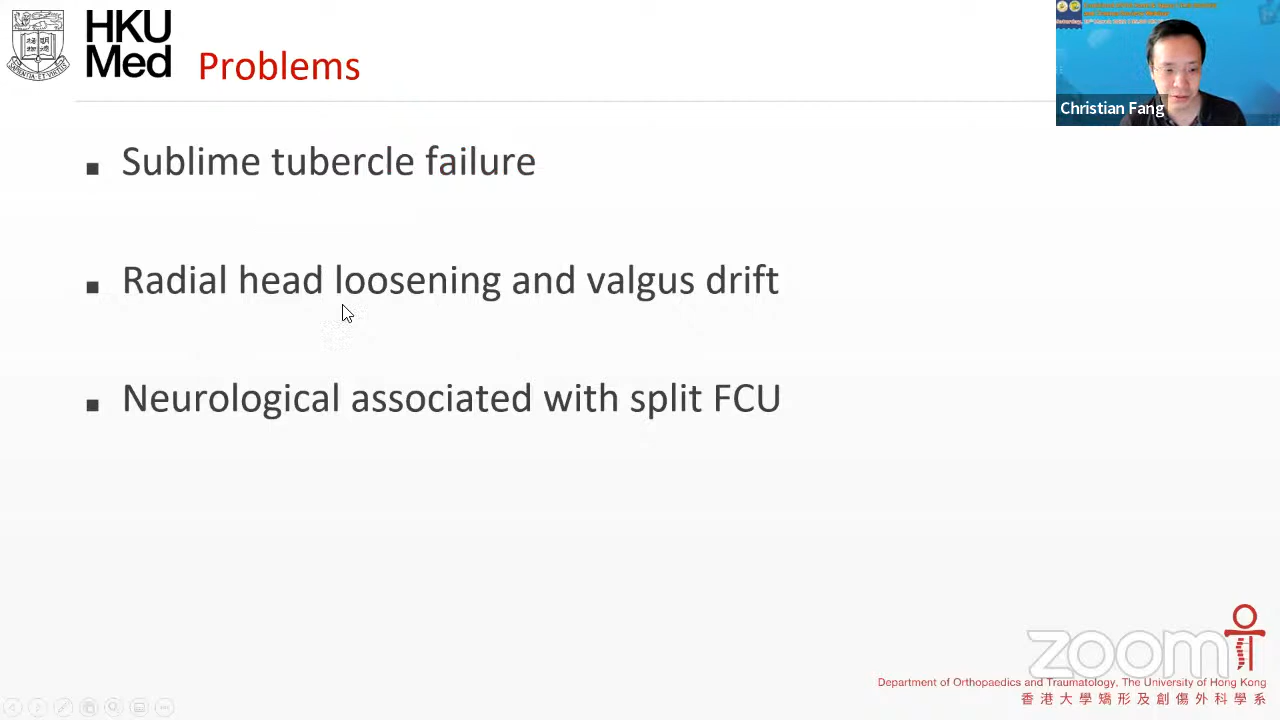 HKU
Med
Problems
Christian Fang
Sublime tubercle failure
Radial head loosening and valgus drift
Neurological associated with split FCU
zoom
Department of Orthopaedics and Traumatology, The University of Hong Kong
香港大學矯形及創傷外科學系